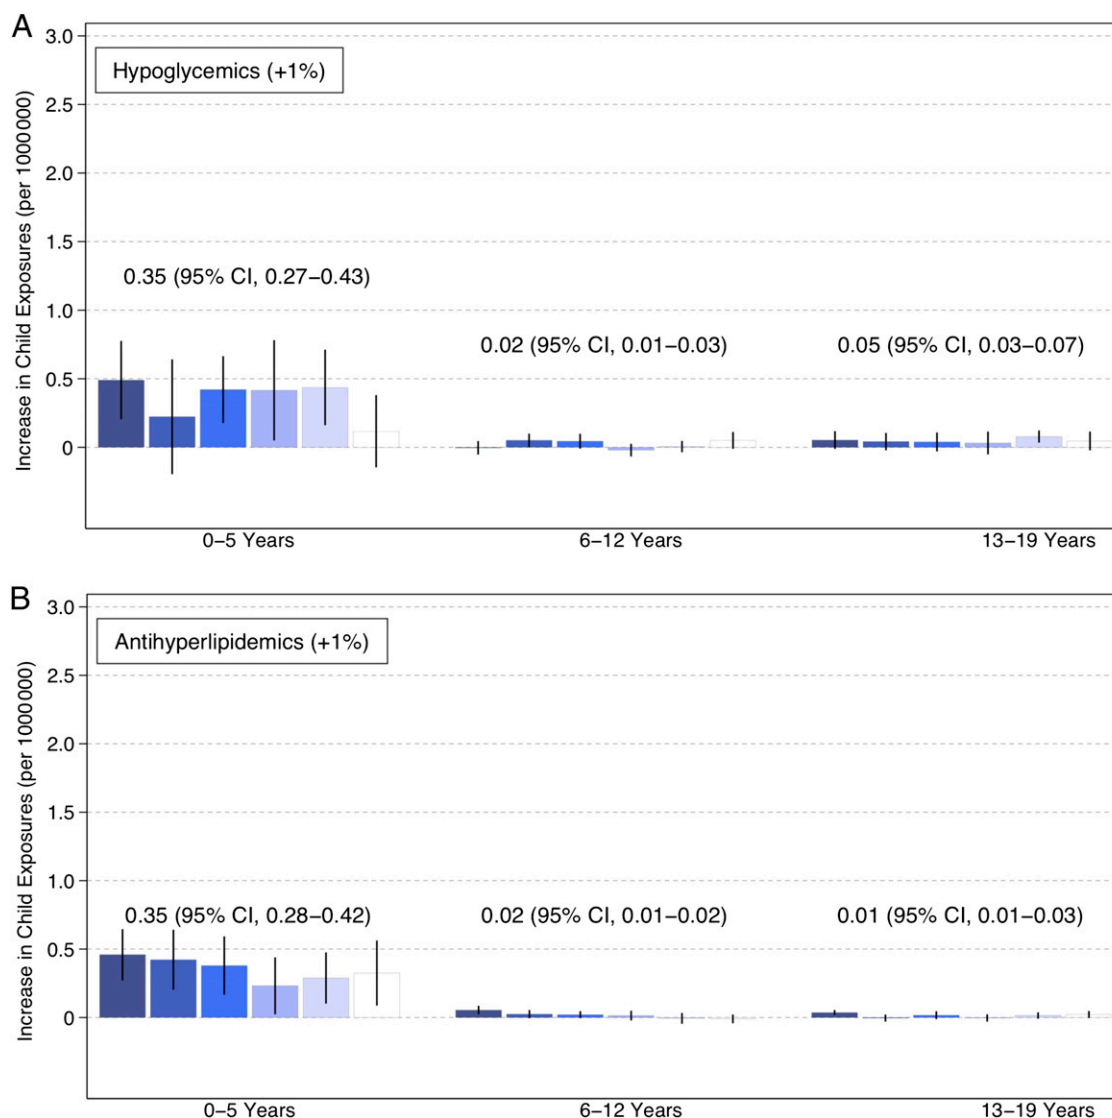 A
Hypoglycemics (+1%)
Increase in Child Exposures (per 1000000)
3.0
2.5
2.0
1.5
1.0
0.5
0
0.35 (95% CI, 0.27–0.43)
0.02 (95% CI, 0.01–0.03)
0.05 (95% CI, 0.03–0.07)
0–5 Years
6–12 Years
13–19 Years
B
Antihyperlipidemics (+1%)
Increase in Child Exposures (per 1000000)
3.0
2.5
2.0
1.5
1.0
0.5
0
0.35 (95% CI, 0.28–0.42)
0.02 (95% CI, 0.01–0.02)
0.01 (95% CI, 0.01–0.03)
0–5 Years
6–12 Years
13–19 Years